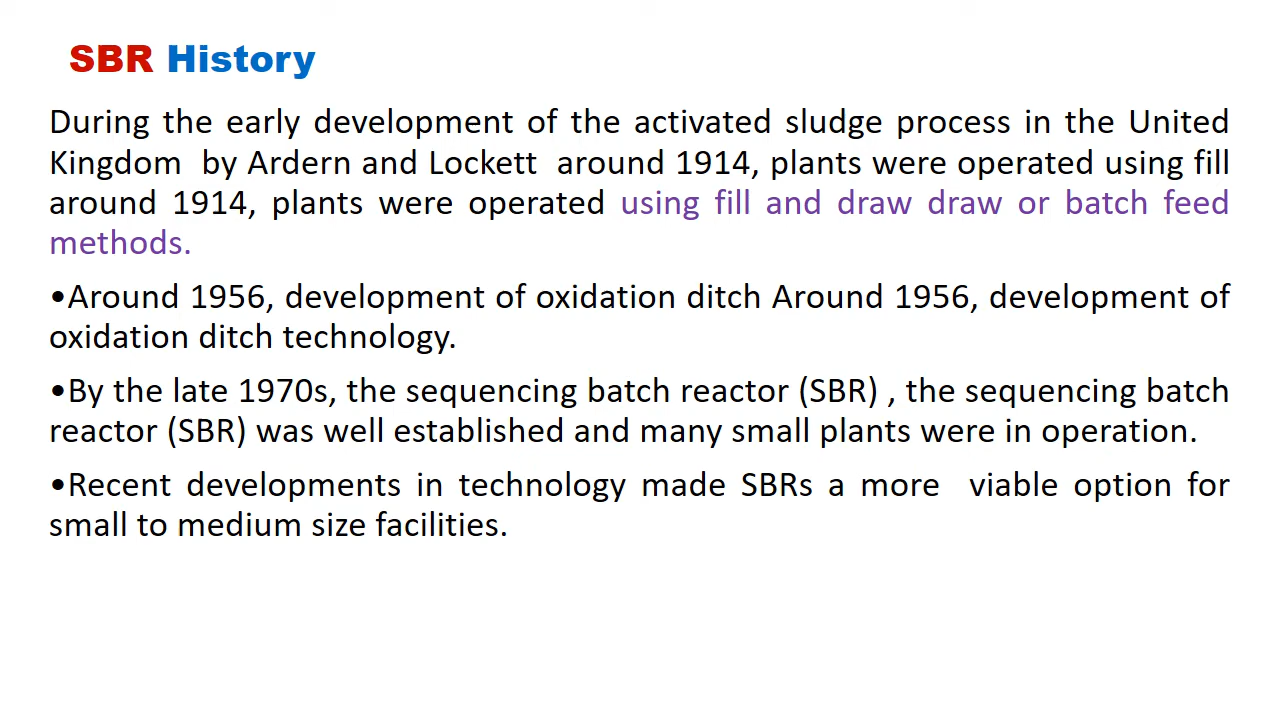 SBR History
During the early development of the activated sludge process in the United
Kingdom by Ardern and Lockett around 1914, plants were operated using fill
around 1914, plants were operated using fill and draw draw or batch feed
methods.
•Around 1956, development of oxidation ditch Around 1956, development of
oxidation ditch technology.
•By the late 1970s, the sequencing batch reactor (SBR) , the sequencing batch
reactor (SBR) was well established and many small plants were in operation.
•Recent developments in technology made SBRs a more viable option for
small to medium size facilities.